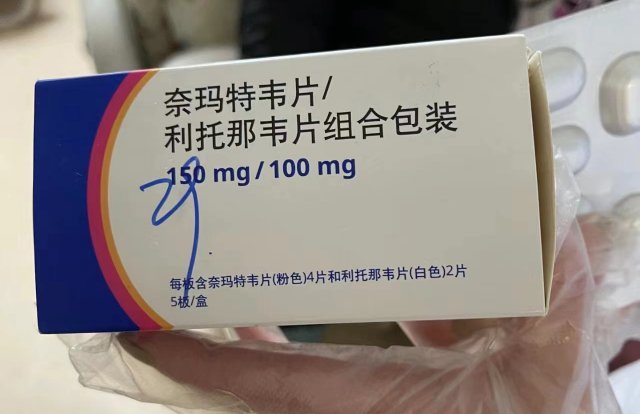 奈玛特韦片/
利托那韦片组合包装
150 mg/100 mg
29
每板含奈玛特韦片(粉色)4片和利托那韦片(白色)2片
5板/盒